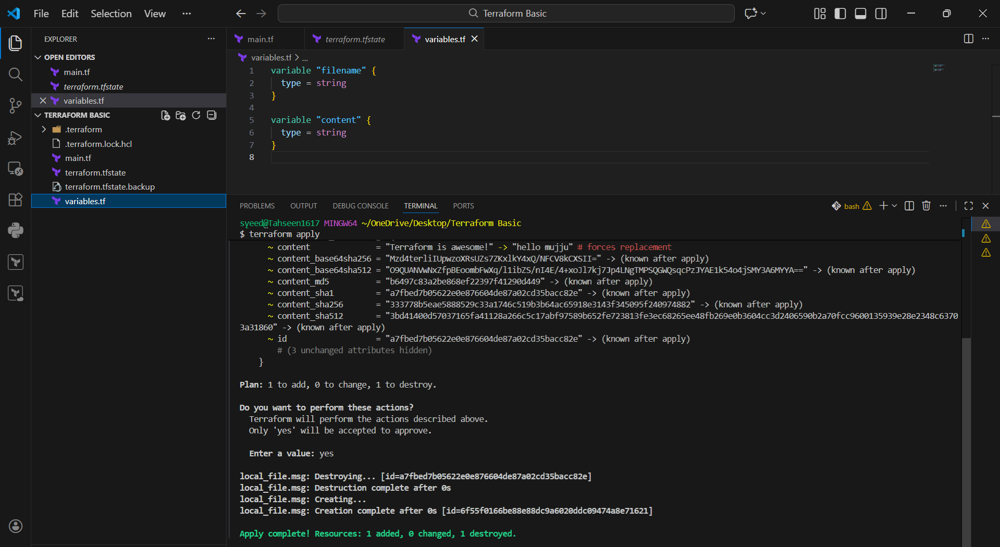 File Edit Selection View ···
Terraform Basic
EXPLORER ···
OPEN EDITORS
main.tf
terraform.tfstate
variables.tf
TERRAFORM BASIC
.terraform
.terraform.lock.hcl
main.tf
terraform.tfstate
terraform.tfstate.backup
variables.tf
main.tf terraform.tfstate variables.tf
variables.tf > ...
1 variable "filename" {
2 type = string
3 }
4
5 variable "content" {
6 type = string
7 }
8
PROBLEMS OUTPUT DEBUG CONSOLE TERMINAL PORTS
bash
syeed@Tahseen1617 MINGW64 ~/OneDrive/Desktop/Terraform Basic
$ terraform apply
~ content = "Terraform is awesome!" -> "hello mujju" # forces replacement
~ content_base64sha256 = "Mzd4terliIUpwzoXRsUZs7ZKxlkY4xQ/NFCV8kCXSII=" -> (known after apply)
~ content_base64sha512 = "O9QUANVwNxZfpBEoombFwXq/l1ibZS/nI4E/4+xoJl7kj7Jp4LNgTMPSQGWQsqcPzJYAE1k54o4jSMY3A6MYYA==" -> (known after apply)
~ content_md5 = "b6497c83a2be868ef22397f41290d449" -> (known after apply)
~ content_sha1 = "a7fbed7b05622e0e876604de87a02cd35bacc82e" -> (known after apply)
~ content_sha256 = "333778b5eae5888529c33a1746c519b3b64ac65918e3143f345095f240974882" -> (known after apply)
~ content_sha512 = "3bd41400d57037165fa41128a266c5c17abf97589b652fe723813fe3ec68265ee48fb269e0b3604cc3d2406590b2a70fcc9600135939e28e2348c6370
3a31860" -> (known after apply)
~ id = "a7fbed7b05622e0e876604de87a02cd35bacc82e" -> (known after apply)
# (3 unchanged attributes hidden)
}
Plan: 1 to add, 0 to change, 1 to destroy.
Do you want to perform these actions?
Terraform will perform the actions described above.
Only 'yes' will be accepted to approve.
Enter a value: yes
local_file.msg: Destroying... [id=a7fbed7b05622e0e876604de87a02cd35bacc82e]
local_file.msg: Destruction complete after 0s
local_file.msg: Creating...
local_file.msg: Creation complete after 0s [id=6f55f0166be88e88dc9a6020ddc09474a8e71621]
Apply complete! Resources: 1 added, 0 changed, 1 destroyed.